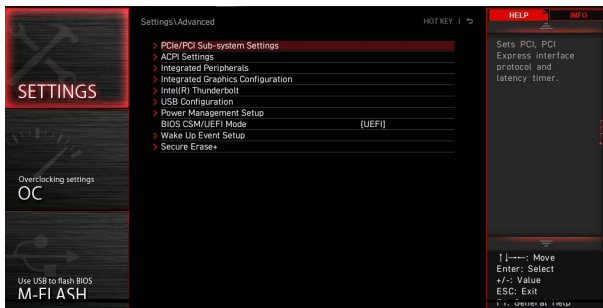 Settings\Advanced
HOT KEY |
HELP
INFO
SETTINGS
> PCIe/PCI Sub-system Settings
> ACPI Settings
> Integrated Peripherals
> Integrated Graphics Configuration
> Intel(R) Thunderbolt
> USB Configuration
> Power Management Setup
BIOS CSM/UEFI Mode [UEFI]
> Wake Up Event Setup
> Secure Erase+
Sets PCI, PCI
Express interface
protocol and
latency timer.
Overclocking settings
OC
Use USB to flash BIOS
M-FLASH
↑↓→←: Move
Enter: Select
+/-: Value
ESC: Exit
F1: General Help